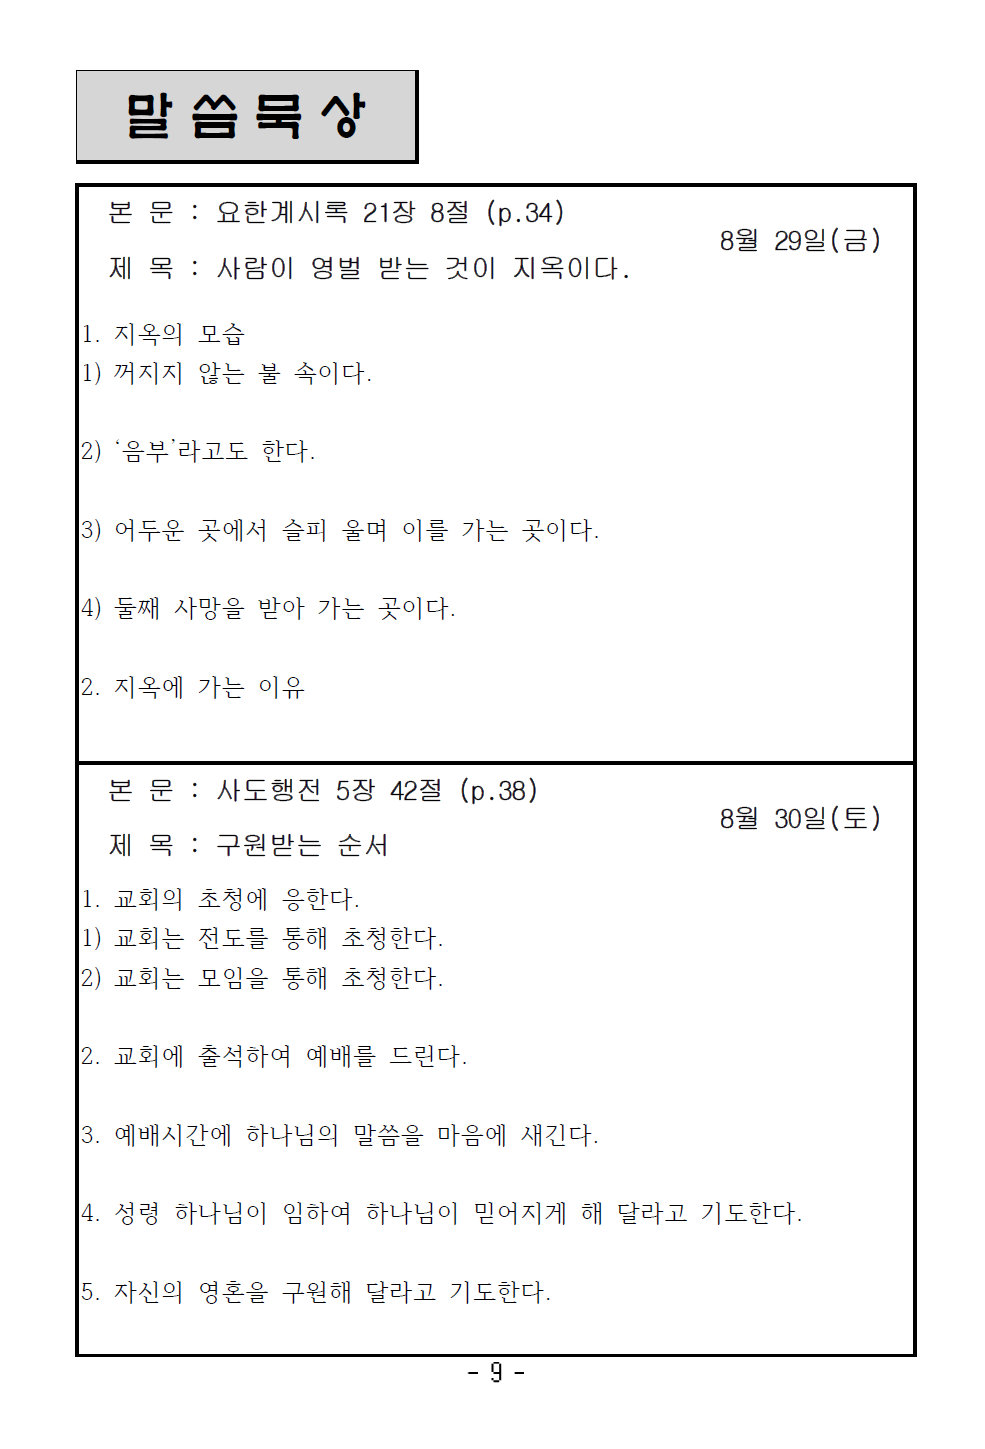 말씀묵상
본 문 : 요한계시록 21장 8절 (p.34)
8월 29일(금)
제 목 : 사람이 영벌 받는 것이 지옥이다.
1. 지옥의 모습
1) 꺼지지 않는 불 속이다.
2) ‘음부’라고도 한다.
3) 어두운 곳에서 슬피 울며 이를 가는 곳이다.
4) 둘째 사망을 받아 가는 곳이다.
2. 지옥에 가는 이유
본 문 : 사도행전 5장 42절 (p.38)
8월 30일(토)
제 목 : 구원받는 순서
1. 교회의 초청에 응한다.
1) 교회는 전도를 통해 초청한다.
2) 교회는 모임을 통해 초청한다.
2. 교회에 출석하여 예배를 드린다.
3. 예배시간에 하나님의 말씀을 마음에 새긴다.
4. 성령 하나님이 임하여 하나님이 믿어지게 해 달라고 기도한다.
5. 자신의 영혼을 구원해 달라고 기도한다.
- 9 -